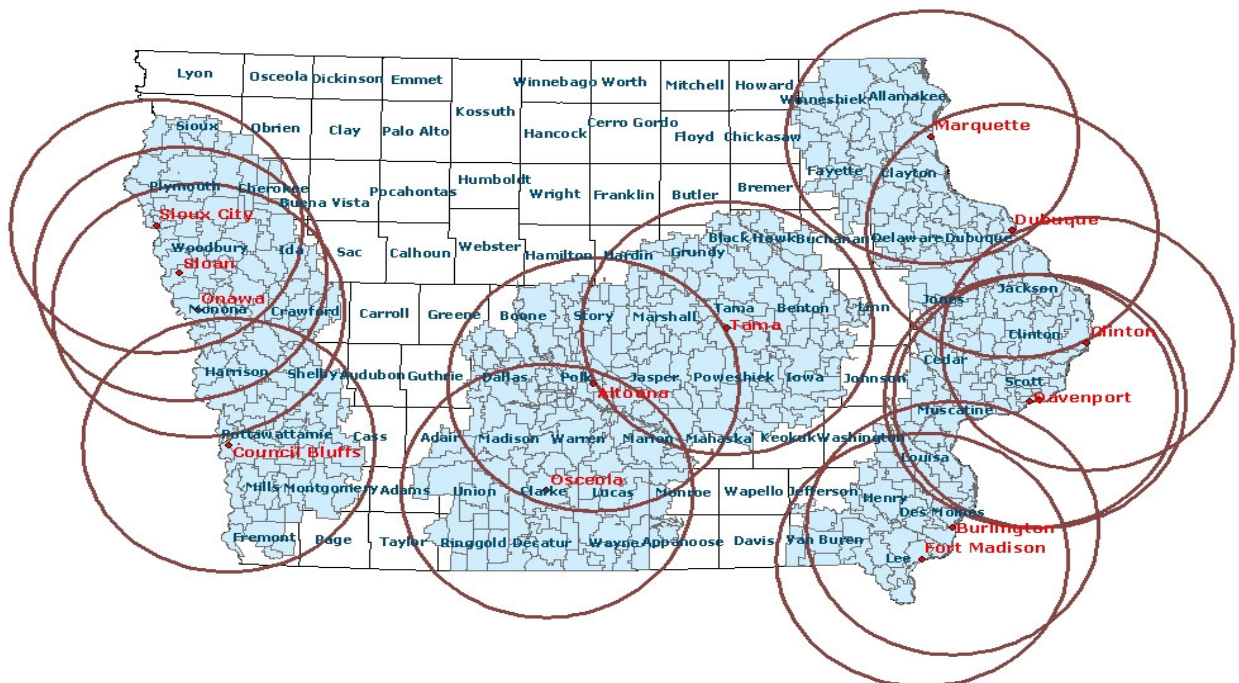 Lyon Osceola Dickinson Emmet Winnebago Worth Mitchell Howard
Winneshiek Allamakee
Kossuth
Sioux Obrien Clay Palo Alto Hancock Cerro Gordo Floyd Chickasaw
Marquette
Fayette Clayton
Plymouth Cherokee Pocahontas Humboldt Wright Franklin Butler Bremer
Buena Vista
Sioux City Dubuque
Woodbury Ida Sac Calhoun Webster Hamilton Hardin Grundy Black Hawk Buchanan Delaware Dubuque
Sloan
Onawa Jones Jackson
Monona Crawford Carroll Greene Boone Story Marshall Tama Benton Linn
Tama Clinton Clinton
Cedar
Harrison Shelby Audubon Guthrie Dallas Polk Jasper Poweshiek Iowa Johnson Scott
Altoona Davenport
Muscatine
Pottawattamie Cass Adair Madison Warren Marion Mahaska Keokuk Washington
Council Bluffs Louisa
Osceola
Mills Montgomery Adams Union Clarke Lucas Monroe Wapello Jefferson Henry
Des Moines
Burlington
Fremont Page Taylor Ringgold Decatur Wayne Appanoose Davis Van Buren
Fort Madison
Lee